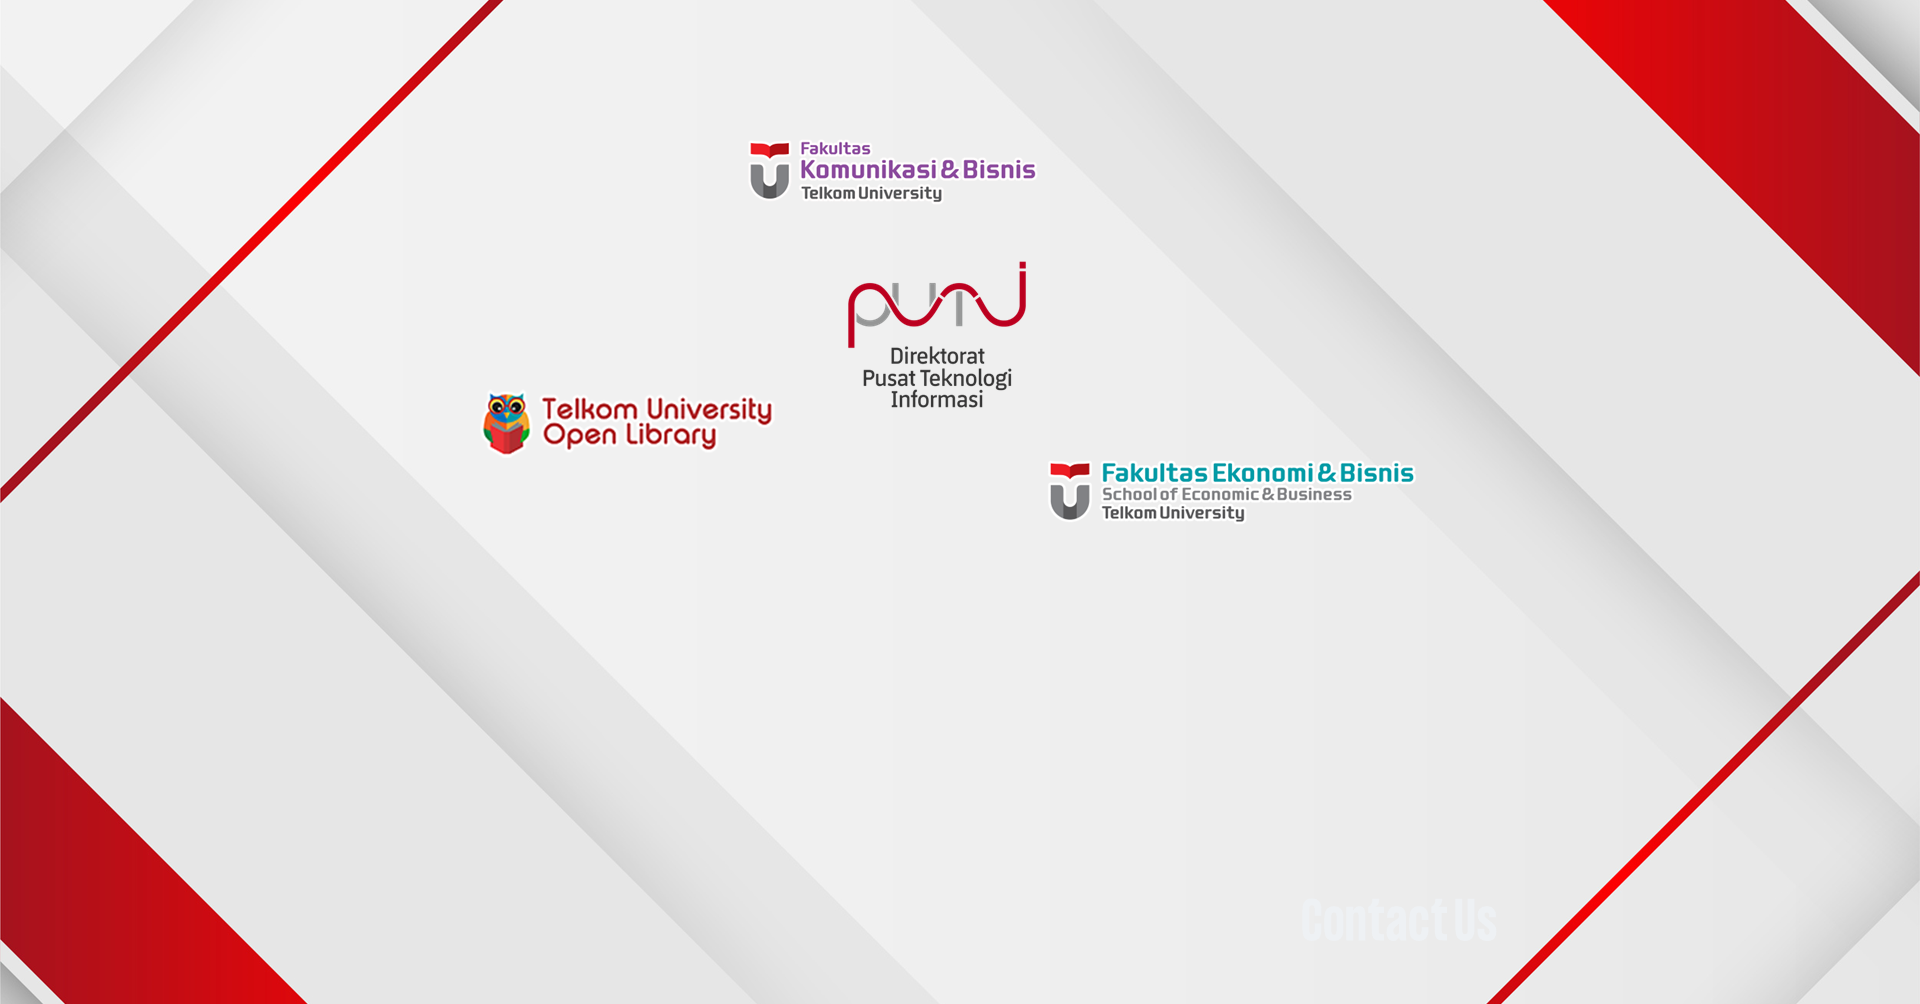 Fakultas
Komunikasi & Bisnis
Telkom University
puti
Direktorat
Pusat Teknologi
Informasi
Telkom University
Open Library
Fakultas Ekonomi & Bisnis
School of Economic & Business
Telkom University
Contact Us